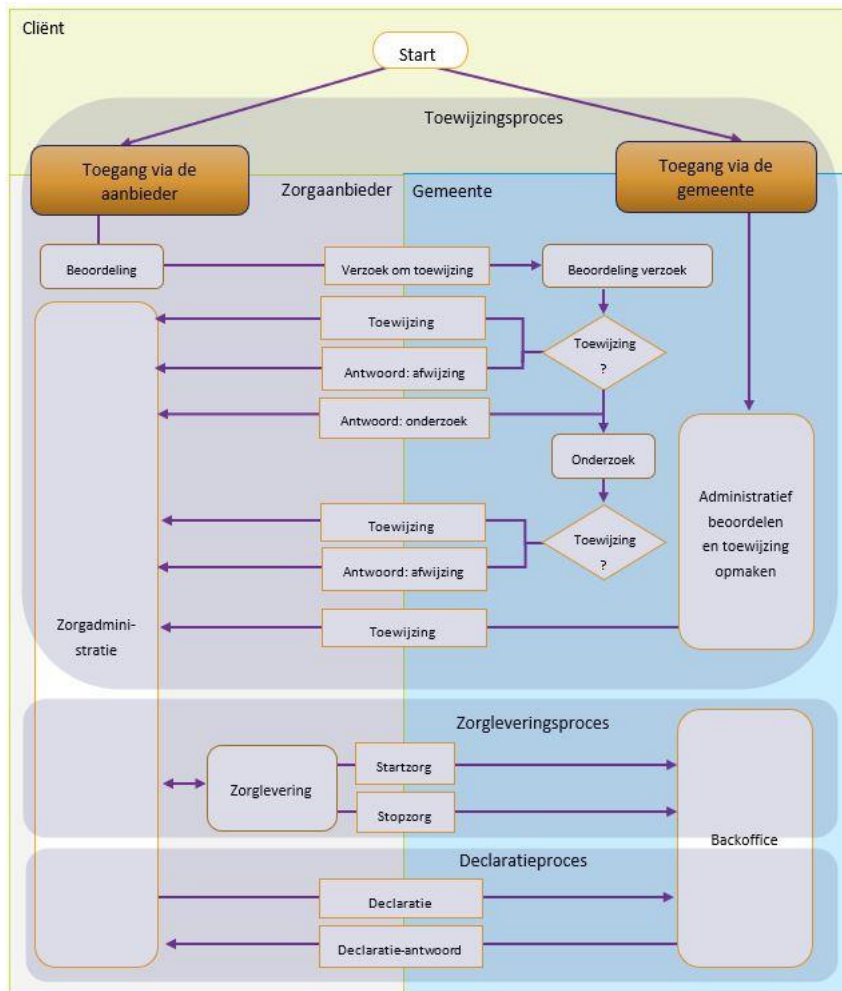 Cliënt
Start
Toewijzingsproces
Toegang via de
aanbieder
Toegang via de
gemeente
Zorgaanbieder
Gemeente
Beoordeling
Verzoek om toewijzing
Beoordeling verzoek
Toewijzing
Toewijzing
?
Antwoord: afwijzing
Antwoord: onderzoek
Onderzoek
Administratief
beoordelen
en toewijzing
opmaken
Toewijzing
Toewijzing
?
Antwoord: afwijzing
Toewijzing
Zorgadmini-
stratie
Zorgleveringsproces
Startzorg
Zorglevering
Stopzorg
Backoffice
Declaratieproces
Declaratie
Declaratie-antwoord